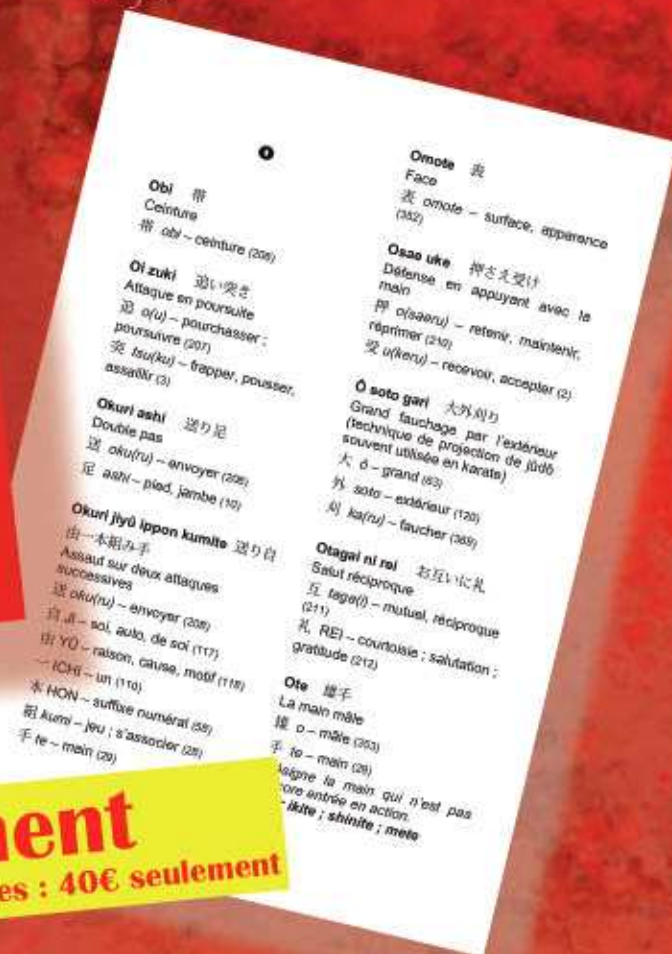 O
Obi 帯
Ceinture
帯 obi – ceinture (206)
Oi zuki 追い突き
Attaque en poursuite
追 o(u) – pourchasser ;
poursuivre (207)
突 tsu(ku) – frapper, pousser,
assaillir (3)
Okuri ashi 送り足
Double pas
送 oku(ru) – envoyer (208)
足 ashi – pied, jambe (10)
Okuri jiyû ippon kumite 送り自
由一本組み手
Assaut sur deux attaques
successives
送 oku(ru) – envoyer (208)
自 JI – soi, auto, de soi (117)
由 YÛ – raison, cause, motif (118)
一 ICHI – un (116)
本 HON – suffixe numéral (58)
組 kumi – jeu ; s'associer (28)
手 te – main (29)
Omote 表
Face
表 omote – surface, apparence
(352)
Osae uke 押さえ受け
Défense en appuyant avec la
main
押 o(saeru) – retenir, maintenir,
réprimer (210)
受 u(keru) – recevoir, accepter (2)
Ô soto gari 大外刈り
Grand fauchage par l'extérieur
(technique de projection de jûdô
souvent utilisée en karate)
大 ô – grand (63)
外 soto – extérieur (120)
刈 ka(ru) – faucher (369)
Otagai ni rei お互いに礼
Salut réciproque
互 taga(i) – mutuel, réciproque
(211)
礼 REI – courtoisie ; salutation ;
gratitude (212)
Ote 雄手
La main mâle
雄 o – mâle (353)
手 te – main (29)
signe la main qui n'est pas
core entrée en action.
ikite ; shinite ; mete
ment
es : 40€ seulement